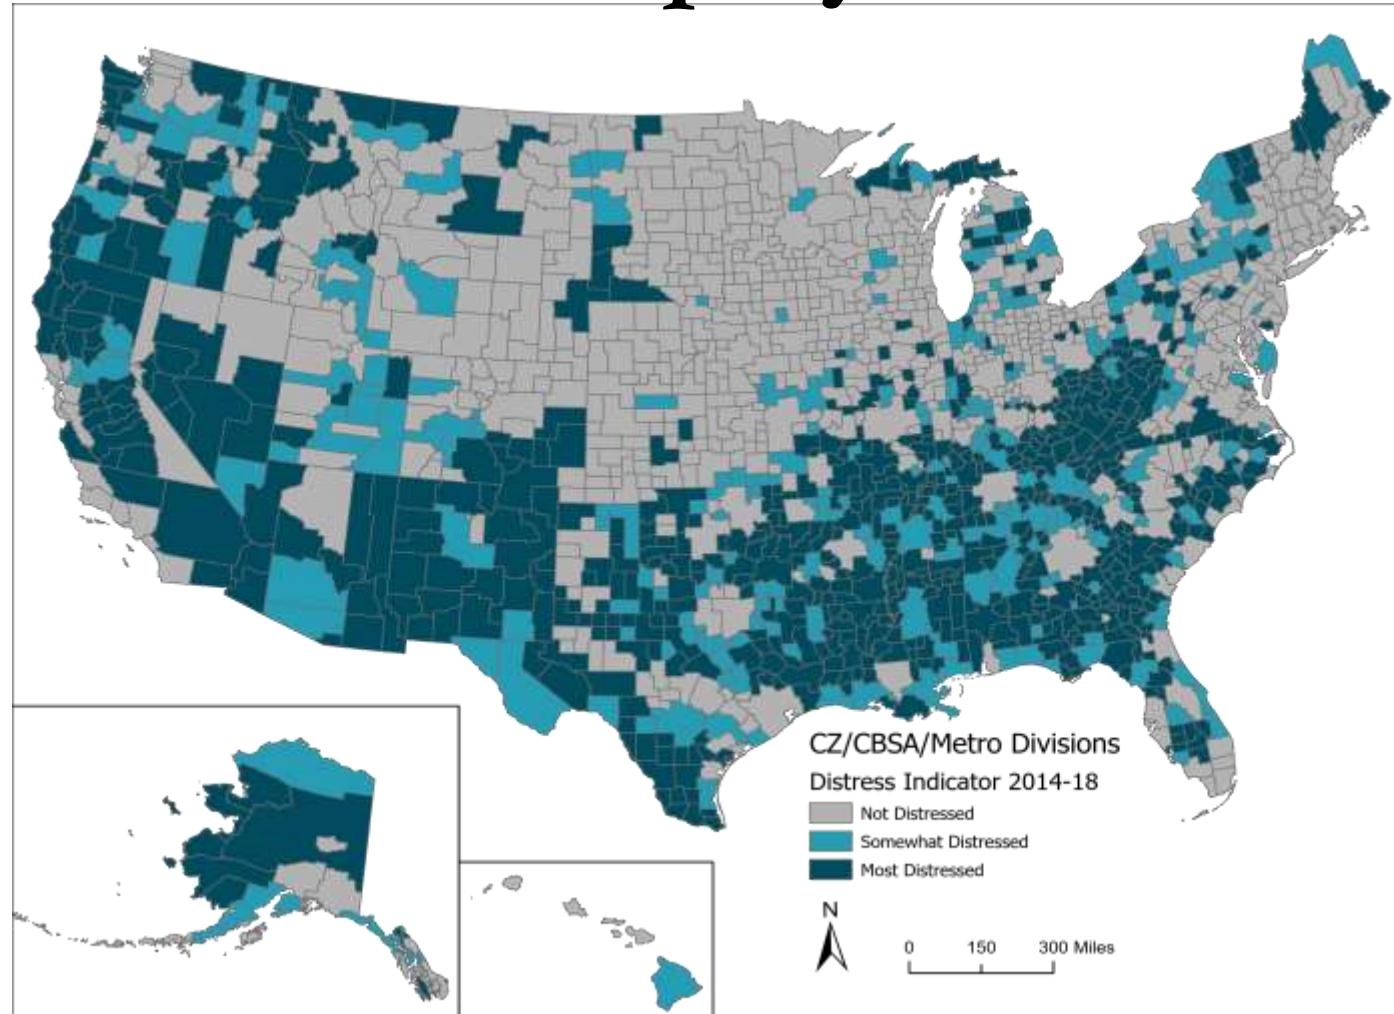 CZ/CBSA/Metro Divisions
Distress Indicator 2014-18
Not Distressed
Somewhat Distressed
Most Distressed
N
0 150 300 Miles